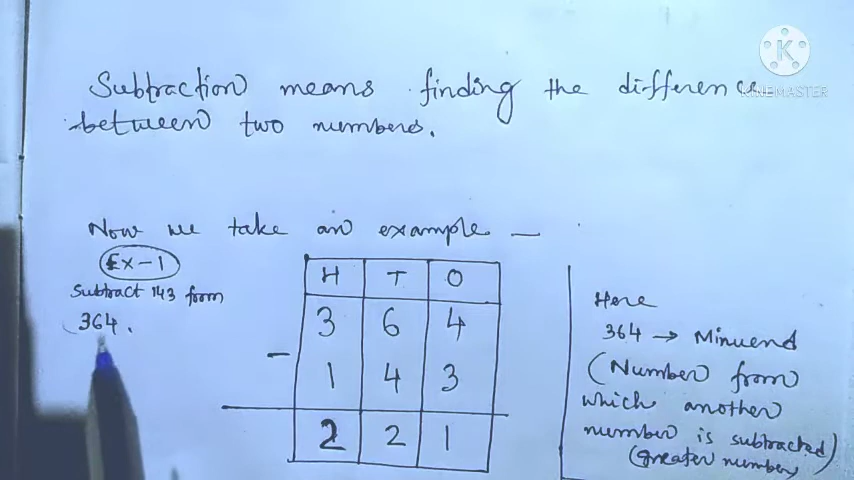 Subtraction means finding the difference
between two numbers.
KINEMASTER
Now we take an example —
Ex-1
Subtract 143 from
364.
H T O
3 6 4
- 1 4 3
2 2 1
Here
364 → Minuend
(Number from
which another
number is subtracted)
(greater number)